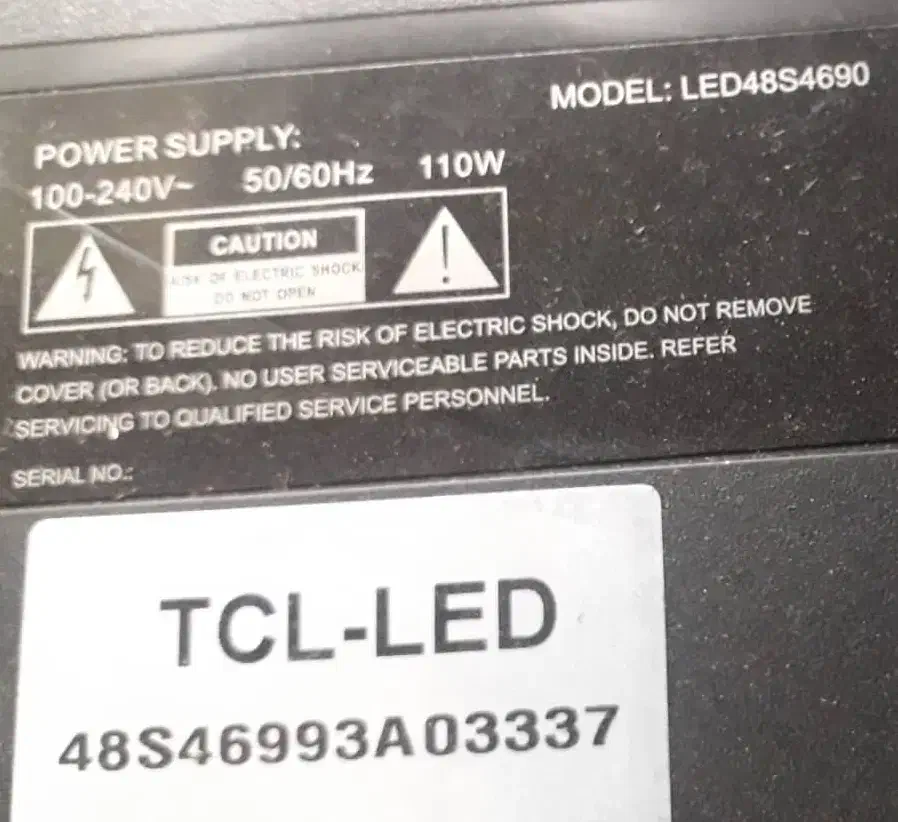 MODEL: LED48S4690
POWER SUPPLY:
100-240V~ 50/60Hz 110W
CAUTION
RISK OF ELECTRIC SHOCK
DO NOT OPEN
WARNING: TO REDUCE THE RISK OF ELECTRIC SHOCK, DO NOT REMOVE
COVER (OR BACK). NO USER SERVICEABLE PARTS INSIDE. REFER
SERVICING TO QUALIFIED SERVICE PERSONNEL.
SERIAL NO.:
TCL-LED
48S46993A03337